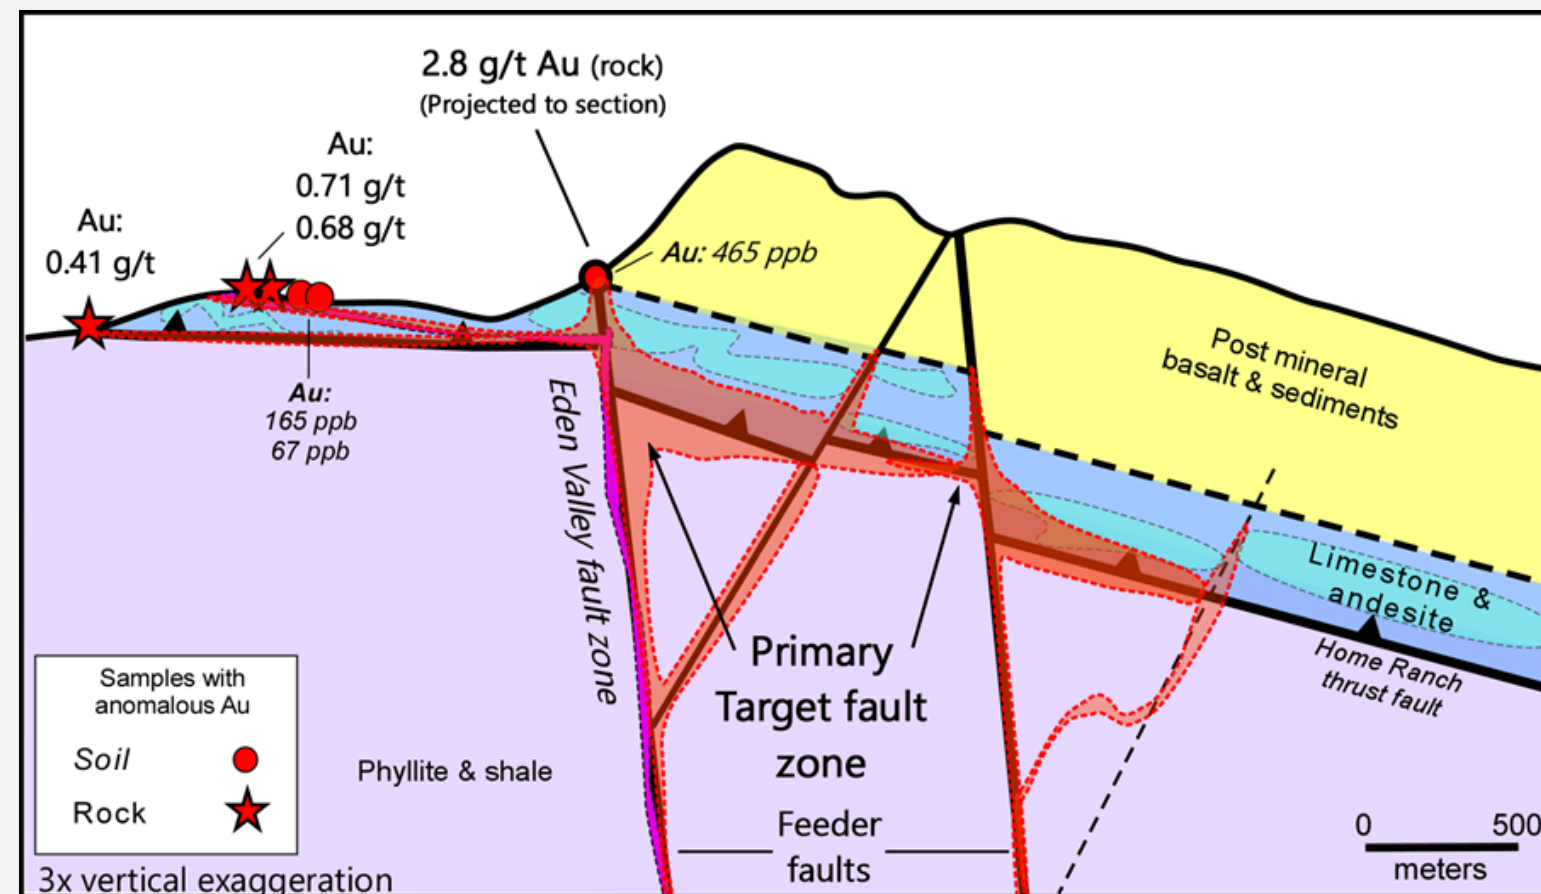 2.8 g/t Au (rock)
(Projected to section)
Au:
0.71 g/t
0.68 g/t
Au:
0.41 g/t
Au: 465 ppb
Au:
165 ppb
67 ppb
Eden Valley fault zone
Post mineral
basalt & sediments
Limestone &
andesite
Home Ranch
thrust fault
Primary
Target fault
zone
Feeder
faults
Phyllite & shale
Samples with
anomalous Au
Soil
Rock
3x vertical exaggeration
0 500
meters